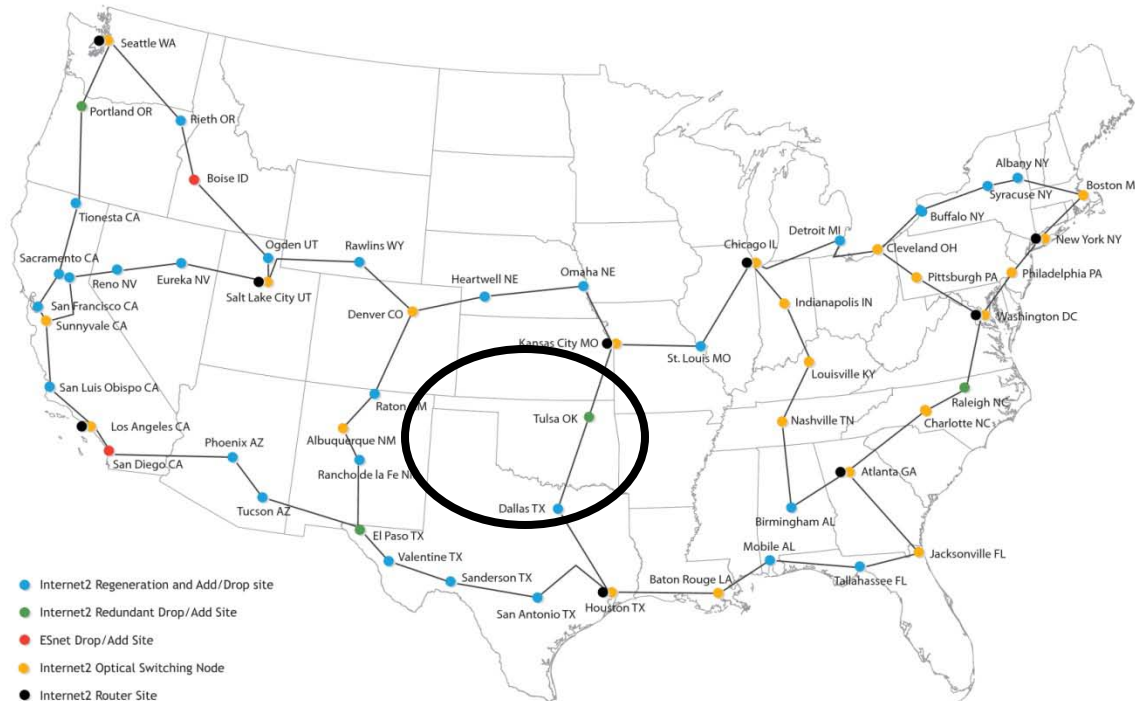 Seattle WA
Portland OR
Rieth OR
Boise ID
Tionesta CA
Ogden UT
Rawlins WY
Sacramento CA
Reno NV
Eureka NV
Salt Lake City UT
San Francisco CA
Sunnyvale CA
Denver CO
Heartwell NE
Omaha NE
Kansas City MO
St. Louis MO
Chicago IL
Detroit MI
Cleveland OH
Buffalo NY
Syracuse NY
Albany NY
Boston M
New York NY
Philadelphia PA
Pittsburgh PA
Washington DC
Indianapolis IN
Louisville KY
Nashville TN
Raleigh NC
Charlotte NC
Atlanta GA
Birmingham AL
Jacksonville FL
Tallahassee FL
Mobile AL
Baton Rouge LA
Houston TX
Dallas TX
Tulsa OK
San Antonio TX
Sanderson TX
Valentine TX
El Paso TX
Rancho de la Fe N
Albuquerque NM
Raton NM
San Luis Obispo CA
Los Angeles CA
San Diego CA
Phoenix AZ
Tucson AZ
Internet2 Regeneration and Add/Drop site
Internet2 Redundant Drop/Add Site
ESnet Drop/Add Site
Internet2 Optical Switching Node
Internet2 Router Site